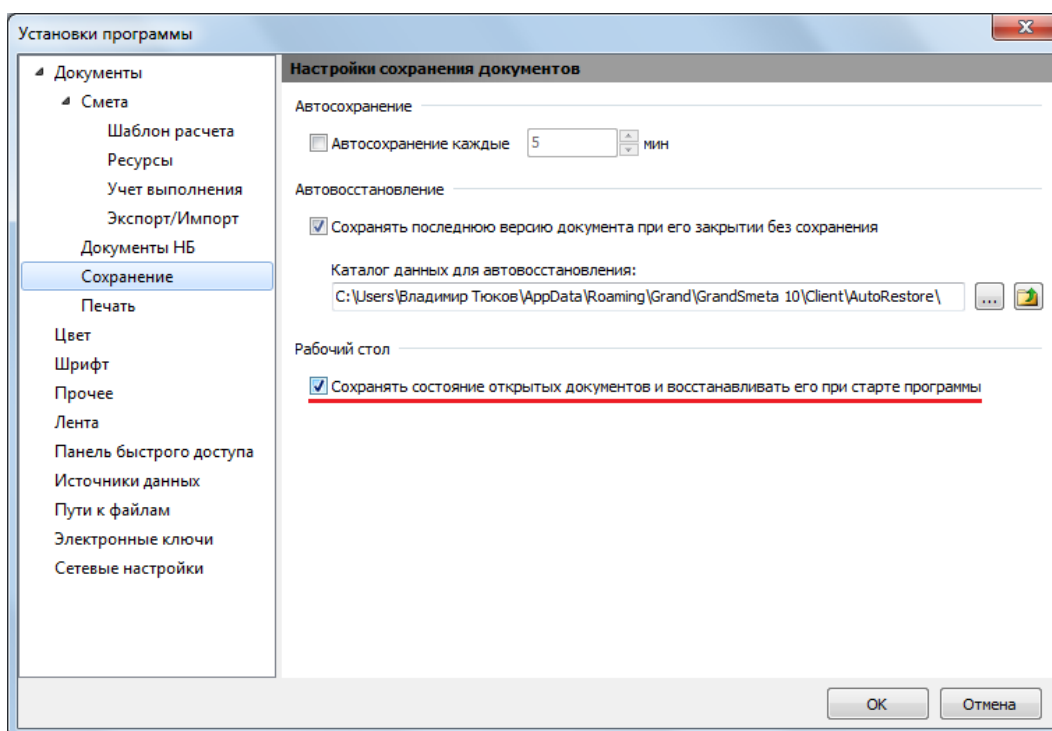 Установки программы
Документы
Смета
Шаблон расчета
Ресурсы
Учет выполнения
Экспорт/Импорт
Документы НБ
Сохранение
Печать
Цвет
Шрифт
Прочее
Лента
Панель быстрого доступа
Источники данных
Пути к файлам
Электронные ключи
Сетевые настройки
Настройки сохранения документов
Автосохранение
Автосохранение каждые 5 мин
Автовосстановление
Сохранять последнюю версию документа при его закрытии без сохранения
Каталог данных для автовосстановления:
C:\Users\Владимир Тюков\AppData\Roaming\Grand\GrandSmeta 10\Client\AutoRestore\
...
Рабочий стол
Сохранять состояние открытых документов и восстанавливать его при старте программы
OK
Отмена